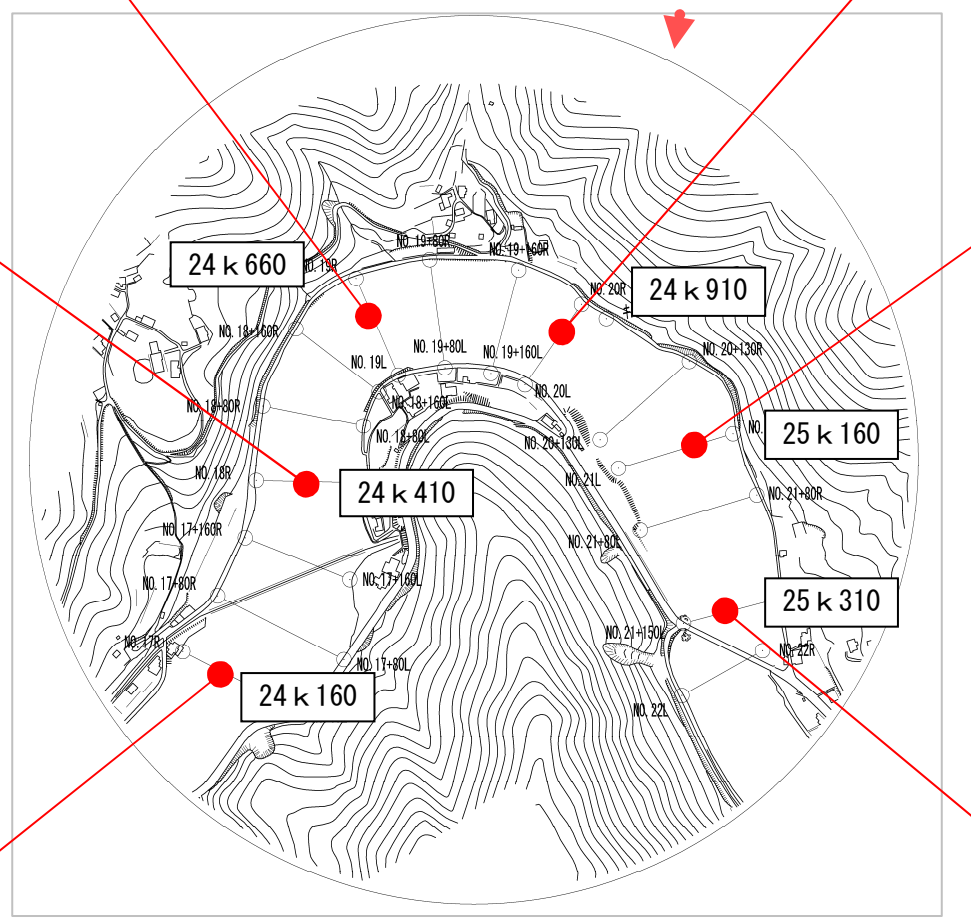 NO. 19+80R
NO. 19+160R
24ｋ660
NO. 19R
24ｋ910
NO. 20R
NO. 18+160R
NO. 19+80L
NO. 19+160L
NO. 20+130R
NO. 19L
NO. 20L
NO. 18+80R
NO. 18+160L
NO. 18+80L
NO. 20+130L
NO.
25ｋ160
NO. 18R
24ｋ410
NO. 21L
NO. 21+80R
NO. 17+160R
NO. 21+80L
NO. 17+80R
NO. 17+160L
25ｋ310
NO. 17R
NO. 21+150L
NO. 22R
NO. 17+80L
24ｋ160
NO. 22L